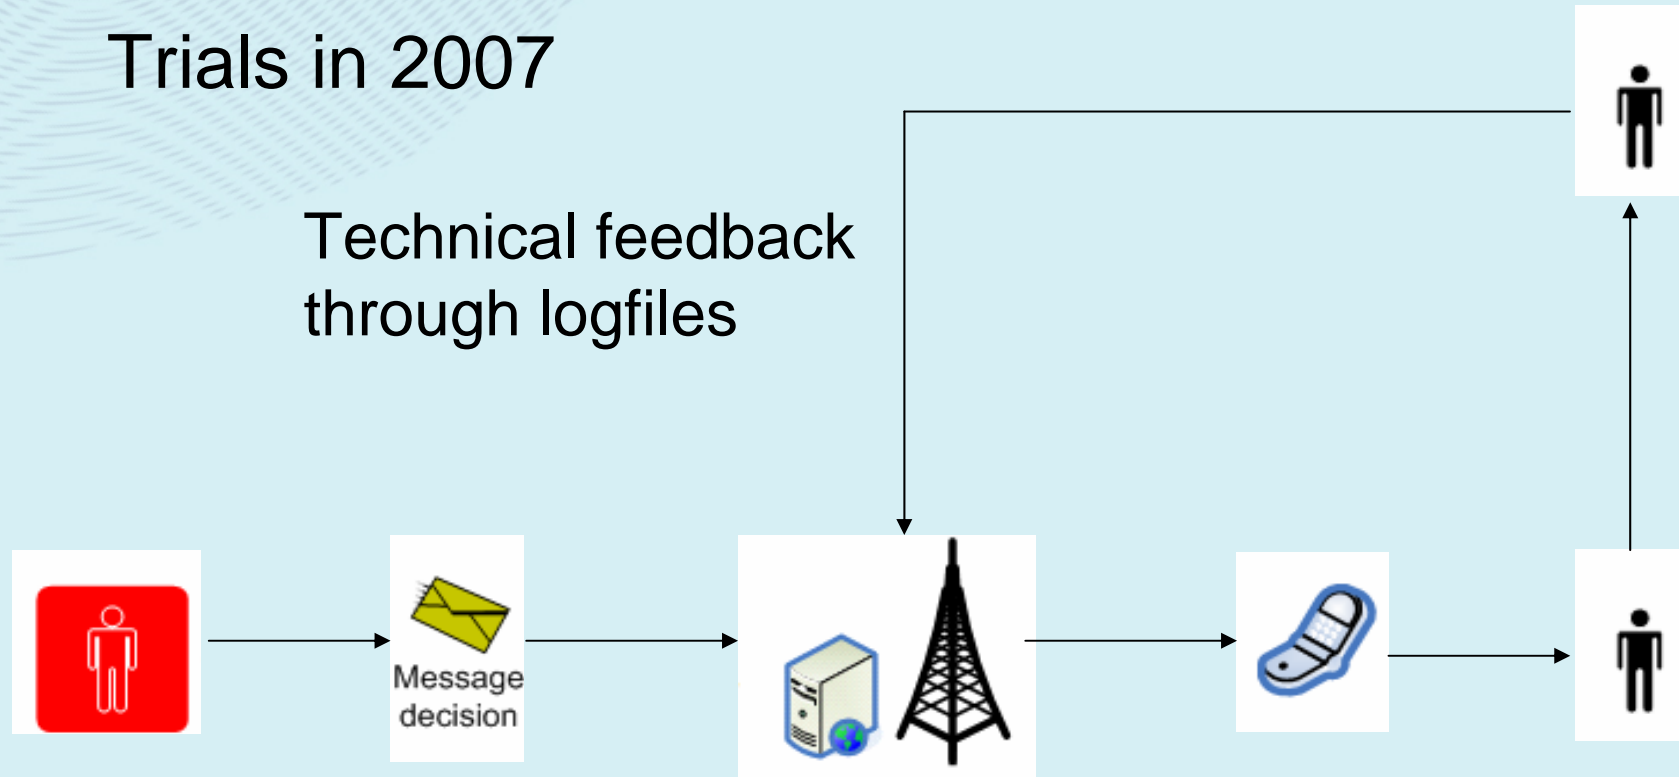 Trials in 2007
Technical feedback
through logfiles
Message
decision